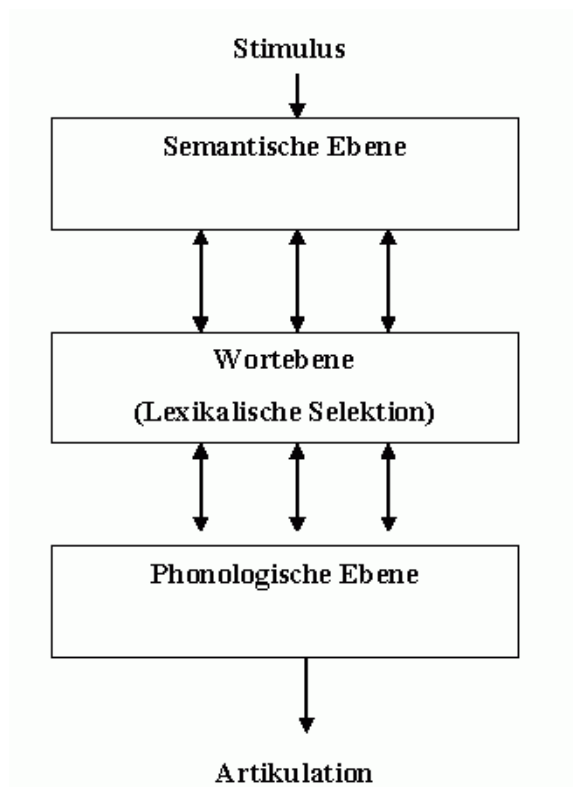 Stimulus
Semantische Ebene
Wortebene
(Lexikalische Selektion)
Phonologische Ebene
Artikulation